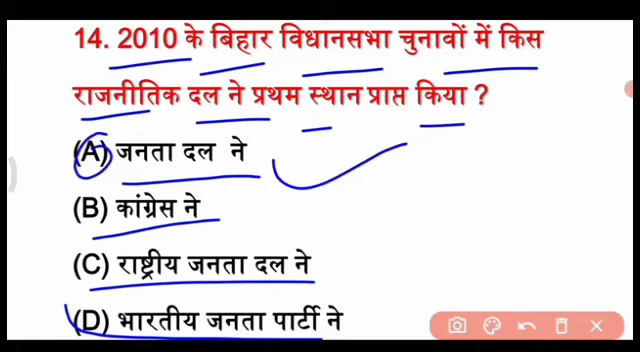 14. 2010 के बिहार विधानसभा चुनावों में किस
राजनीतिक दल ने प्रथम स्थान प्राप्त किया ?
(A) जनता दल ने
(B) कांग्रेस ने
(C) राष्ट्रीय जनता दल ने
(D) भारतीय जनता पार्टी ने